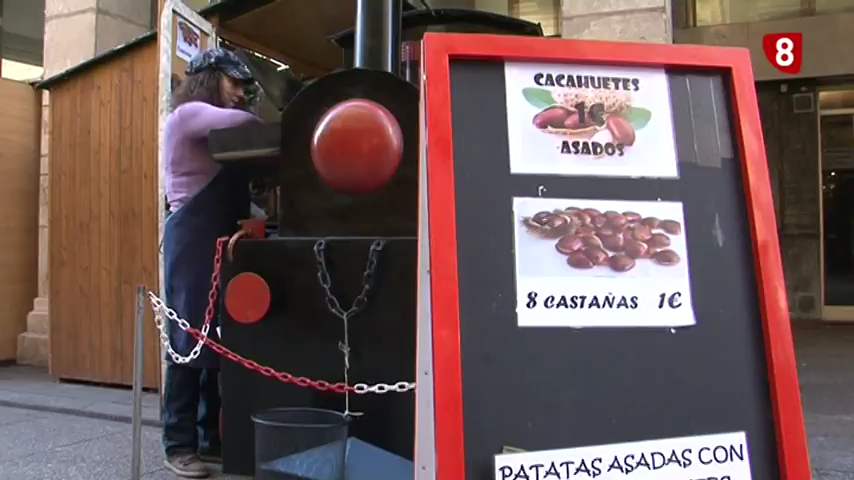 8
CACAHUETES
1€
ASADOS
8 CASTAÑAS 1€
PATATAS ASADAS CON